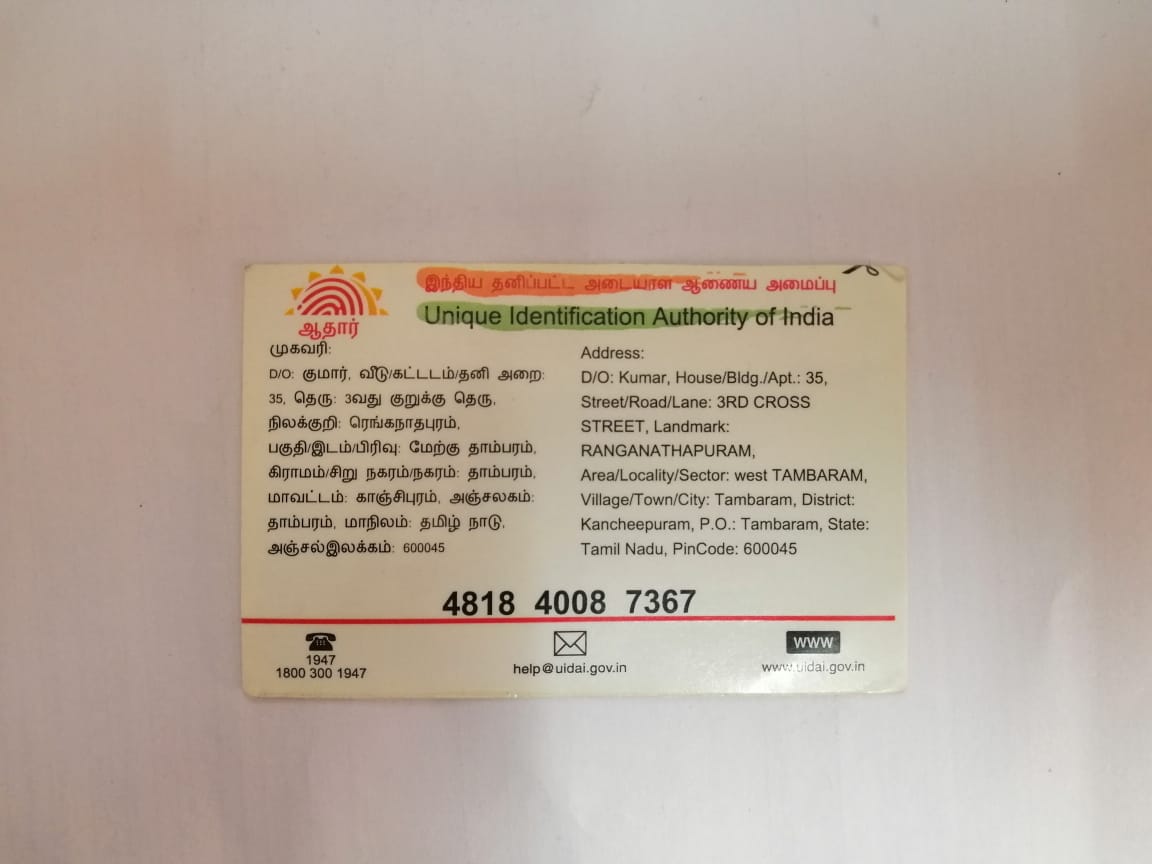 இந்திய தனிப்பட்ட அடையாள ஆணைய அமைப்பு
Unique Identification Authority of India
ஆதார்
முகவரி:
D/O: குமார், வீடு/கட்டடம்/தனி அறை:
35, தெரு: 3வது குறுக்கு தெரு,
நிலக்குறி: ரெங்கநாதபுரம்,
பகுதி/இடம்/பிரிவு: மேற்கு தாம்பரம்,
கிராமம்/சிறு நகரம்/நகரம்: தாம்பரம்,
மாவட்டம்: காஞ்சிபுரம், அஞ்சலகம்:
தாம்பரம், மாநிலம்: தமிழ் நாடு,
அஞ்சல்இலக்கம்: 600045
Address:
D/O: Kumar, House/Bldg./Apt.: 35,
Street/Road/Lane: 3RD CROSS
STREET, Landmark:
RANGANATHAPURAM,
Area/Locality/Sector: west TAMBARAM,
Village/Town/City: Tambaram, District:
Kancheepuram, P.O.: Tambaram, State:
Tamil Nadu, PinCode: 600045
4818 4008 7367
1947
1800 300 1947
help@uidai.gov.in
www
www.uidai.gov.in